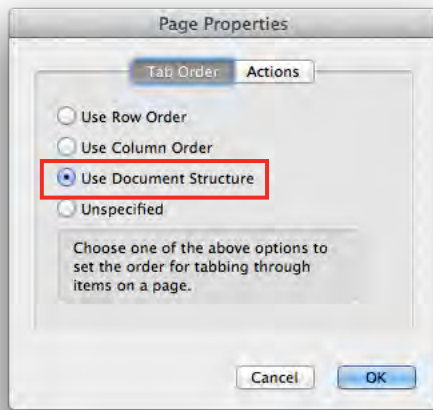 Page Properties
Tab Order Actions
Use Row Order
Use Column Order
Use Document Structure
Unspecified
Choose one of the above options to
set the order for tabbing through
items on a page.
Cancel OK